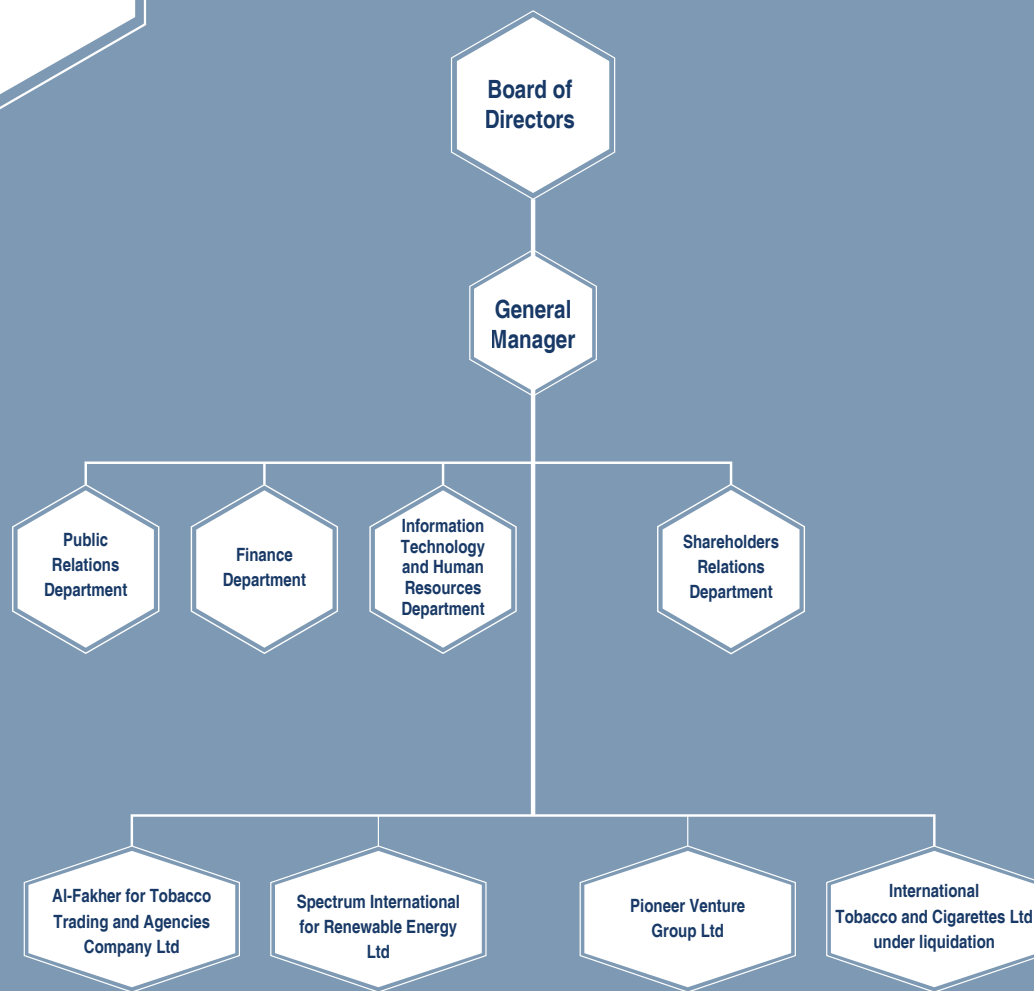 Board of
Directors
General
Manager
Public
Relations
Department
Finance
Department
Information
Technology
and Human
Resources
Department
Shareholders
Relations
Department
Al-Fakher for Tobacco
Trading and Agencies
Company Ltd
Spectrum International
for Renewable Energy
Ltd
Pioneer Venture
Group Ltd
International
Tobacco and Cigarettes Ltd
under liquidation